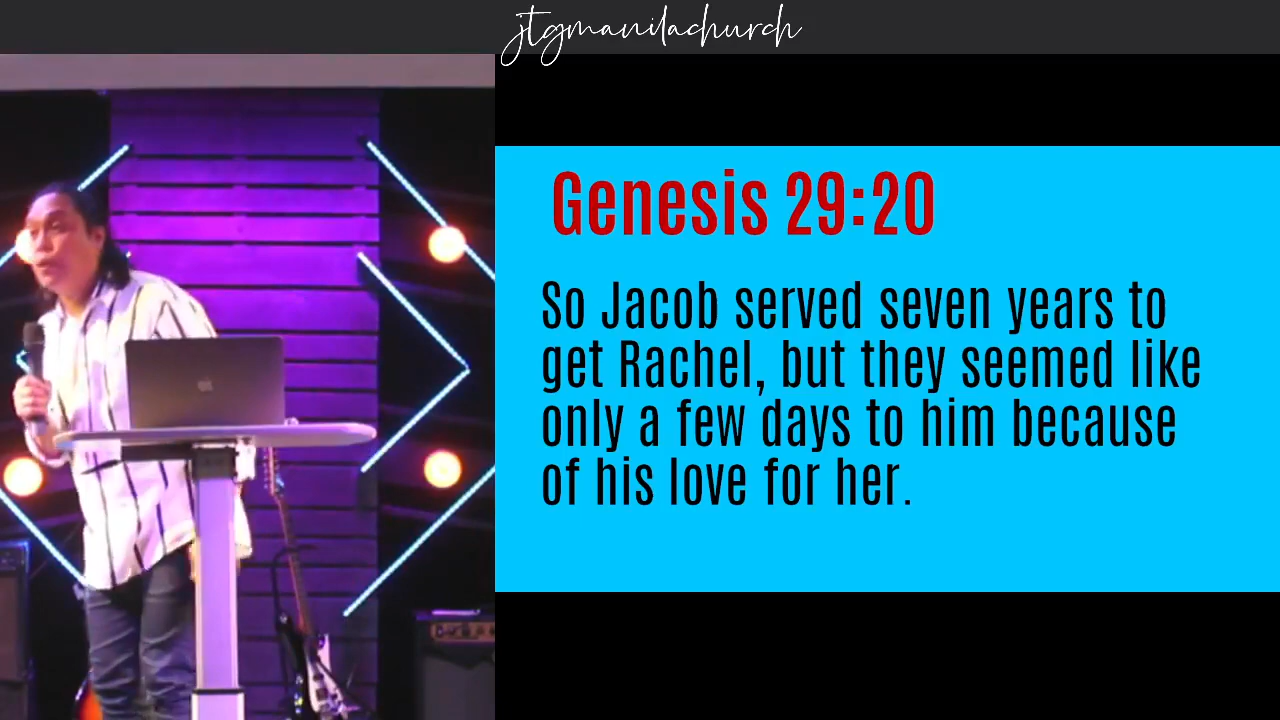 jtgmanilachurch
Genesis 29:20
So Jacob served seven years to
get Rachel, but they seemed like
only a few days to him because
of his love for her.